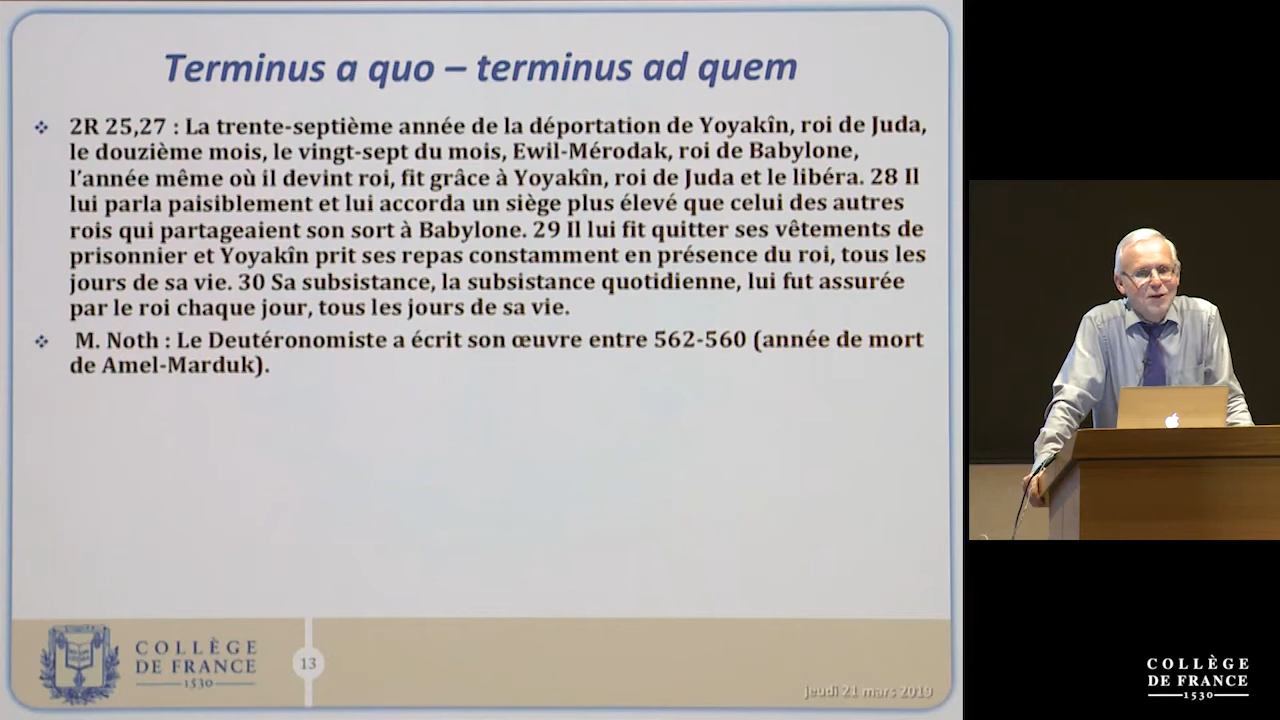 Terminus a quo – terminus ad quem
❖ 2R 25,27 : La trente-septième année de la déportation de Yoyakîn, roi de Juda,
le douzième mois, le vingt-sept du mois, Ewil-Mérodak, roi de Babylone,
l'année même où il devint roi, fit grâce à Yoyakîn, roi de Juda et le libéra. 28 Il
lui parla paisiblement et lui accorda un siège plus élevé que celui des autres
rois qui partageaient son sort à Babylone. 29 Il lui fit quitter ses vêtements de
prisonnier et Yoyakîn prit ses repas constamment en présence du roi, tous les
jours de sa vie. 30 Sa subsistance, la subsistance quotidienne, lui fut assurée
par le roi chaque jour, tous les jours de sa vie.
❖ M. Noth : Le Deutéronomiste a écrit son œuvre entre 562-560 (année de mort
de Amel-Marduk).
COLLÈGE
DE FRANCE
1530
13
jeudi 21 mars 2019
COLLÈGE
DE FRANCE
1530